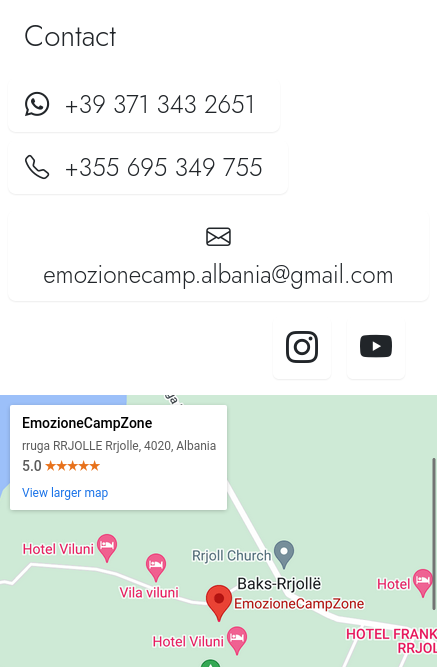 Contact
+39 371 343 2651
+355 695 349 755
emozionecamp.albania@gmail.com
EmozioneCampZone
rruga RRJOLLE Rrjolle, 4020, Albania
5.0
View larger map
Hotel Viluni
Rrjoll Church
Vila viluni
Baks-Rrjollë
Hotel
EmozioneCampZone
Hotel Viluni
HOTEL FRANK
RRJOL